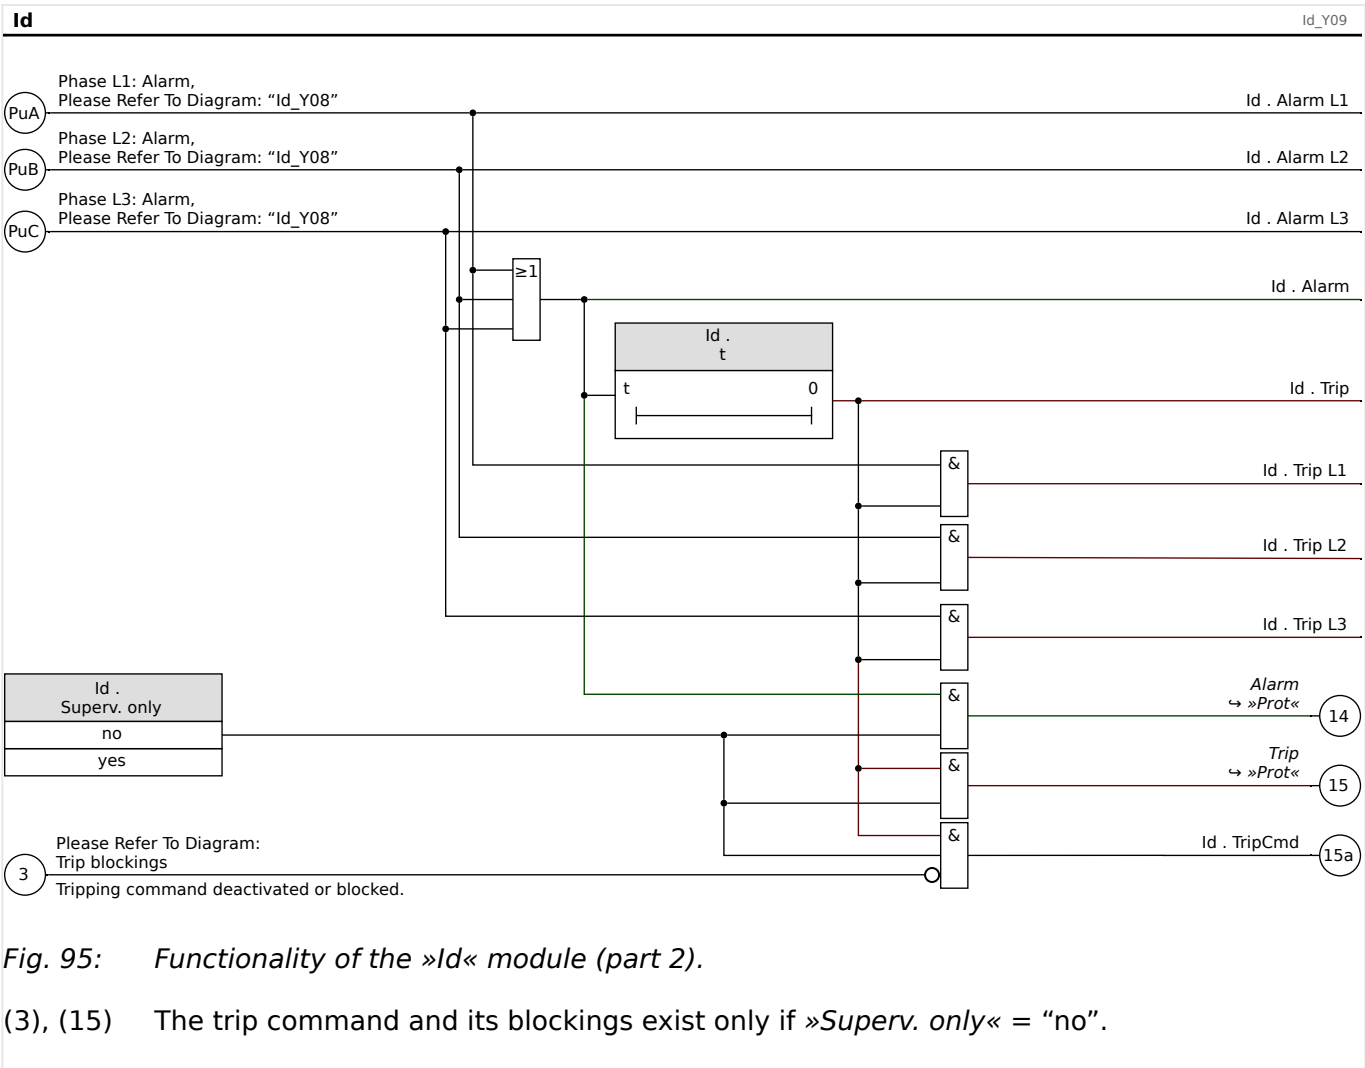 Id
Id_Y09
Phase L1: Alarm,
Please Refer To Diagram: “Id_Y08”
PuA
Id . Alarm L1
Phase L2: Alarm,
Please Refer To Diagram: “Id_Y08”
PuB
Id . Alarm L2
Phase L3: Alarm,
Please Refer To Diagram: “Id_Y08”
PuC
Id . Alarm L3
≥1
Id . Alarm
Id .
t
t 0
Id . Trip
&
Id . Trip L1
&
Id . Trip L2
&
Id . Trip L3
Id .
Superv. only
no
yes
&
Alarm
↪ »Prot«
14
&
Trip
↪ »Prot«
15
&
Id . TripCmd
15a
Please Refer To Diagram:
Trip blockings
3
Tripping command deactivated or blocked.
Fig. 95: Functionality of the »Id« module (part 2).
(3), (15) The trip command and its blockings exist only if »Superv. only« = “no”.